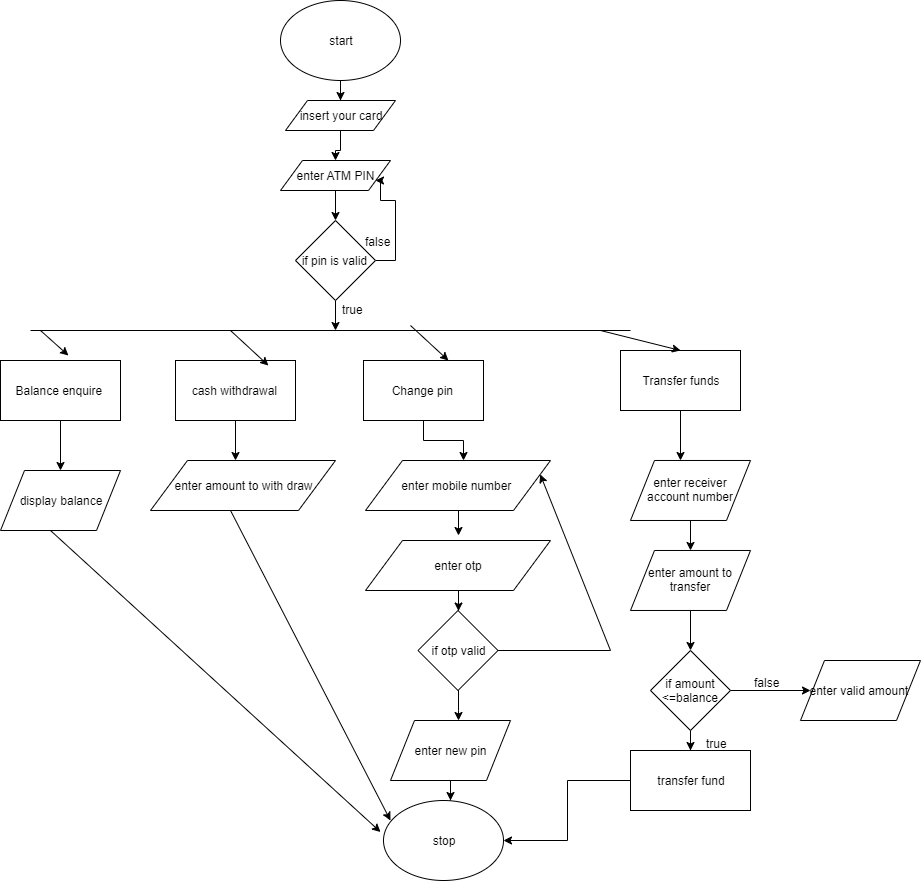 start
insert your card
enter ATM PIN
false
if pin is valid
true
Balance enquire
cash withdrawal
Change pin
Transfer funds
display balance
enter amount to with draw
enter mobile number
enter receiver
account number
enter otp
enter amount to
transfer
if otp valid
if amount
<=balance
false
enter valid amount
true
enter new pin
transfer fund
stop